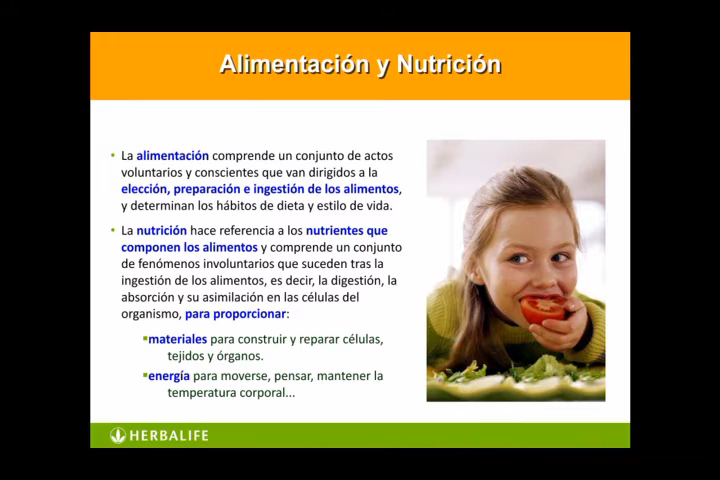 Alimentación y Nutrición
• La alimentación comprende un conjunto de actos
voluntarios y conscientes que van dirigidos a la
elección, preparación e ingestión de los alimentos,
y determinan los hábitos de dieta y estilo de vida.
• La nutrición hace referencia a los nutrientes que
componen los alimentos y comprende un conjunto
de fenómenos involuntarios que suceden tras la
ingestión de los alimentos, es decir, la digestión, la
absorción y su asimilación en las células del
organismo, para proporcionar:
▪materiales para construir y reparar células,
tejidos y órganos.
▪energía para moverse, pensar, mantener la
temperatura corporal...
HERBALIFE